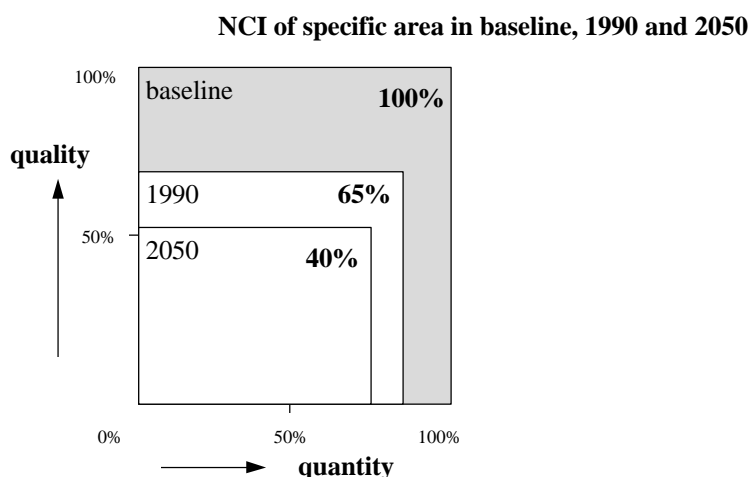 NCI of specific area in baseline, 1990 and 2050
100%
baseline
100%
quality
1990
65%
50%
2050
40%
0%
50%
100%
quantity